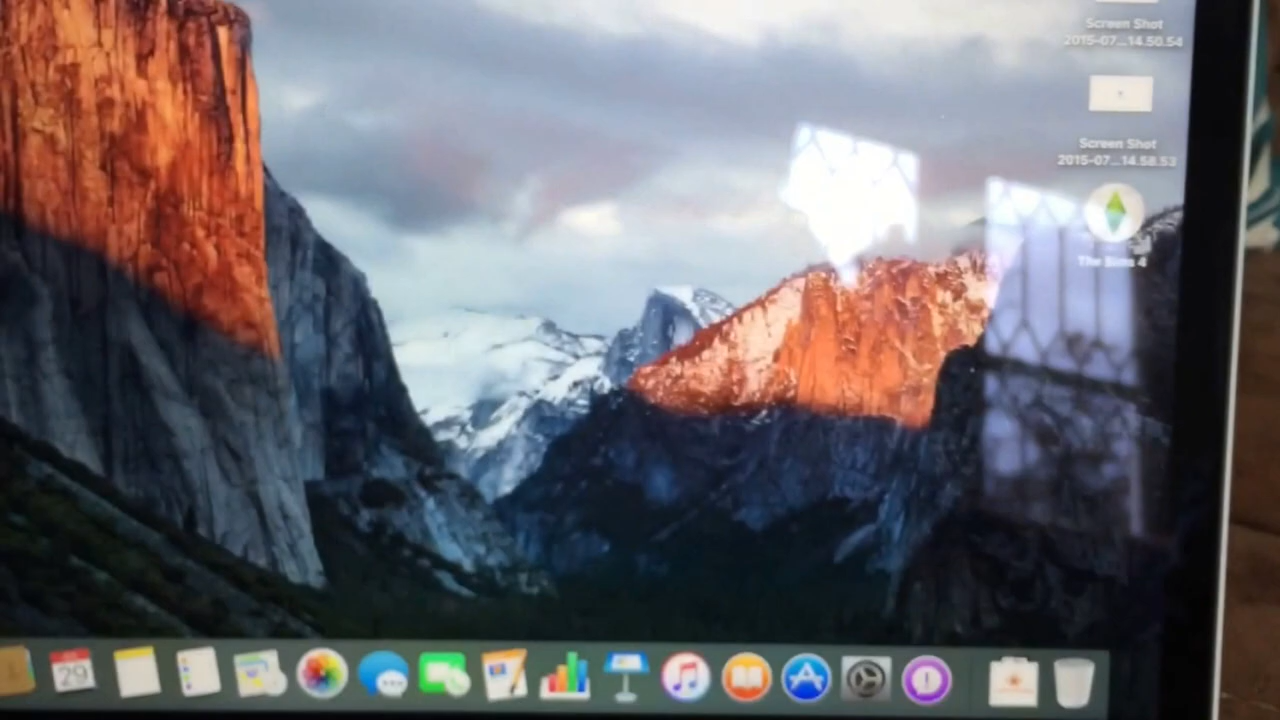 Screen Shot
2015-07...14.50.54
Screen Shot
2015-07...14.58.53
The Sims 4
29